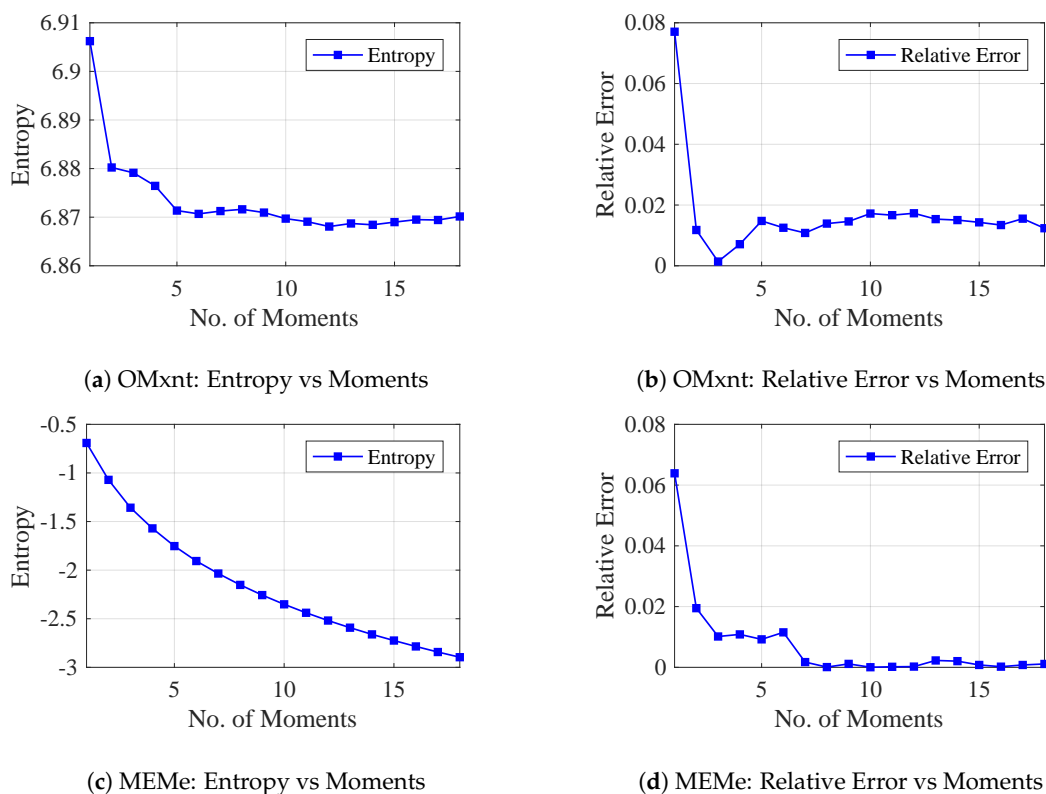 6.91
6.9
6.89
6.88
6.87
6.86
Entropy
Entropy
5
10
15
No. of Moments
(a) OMxnt: Entropy vs Moments
0.08
0.06
0.04
0.02
0
Relative Error
Relative Error
5
10
15
No. of Moments
(b) OMxnt: Relative Error vs Moments
-0.5
-1
-1.5
-2
-2.5
-3
Entropy
Entropy
5
10
15
No. of Moments
(c) MEMe: Entropy vs Moments
0.08
0.06
0.04
0.02
0
Relative Error
Relative Error
5
10
15
No. of Moments
(d) MEMe: Relative Error vs Moments